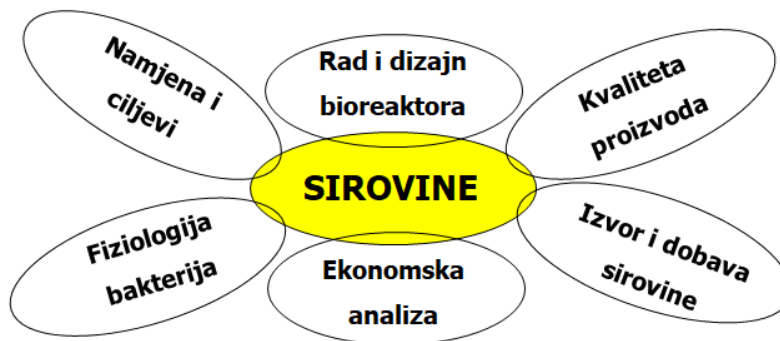 Namjena i
ciljevi
Rad i dizajn
bioreaktora
Kvaliteta
proizvoda
SIROVINE
Fiziologija
bakterija
Ekonomska
analiza
Izvor i dobava
sirovine